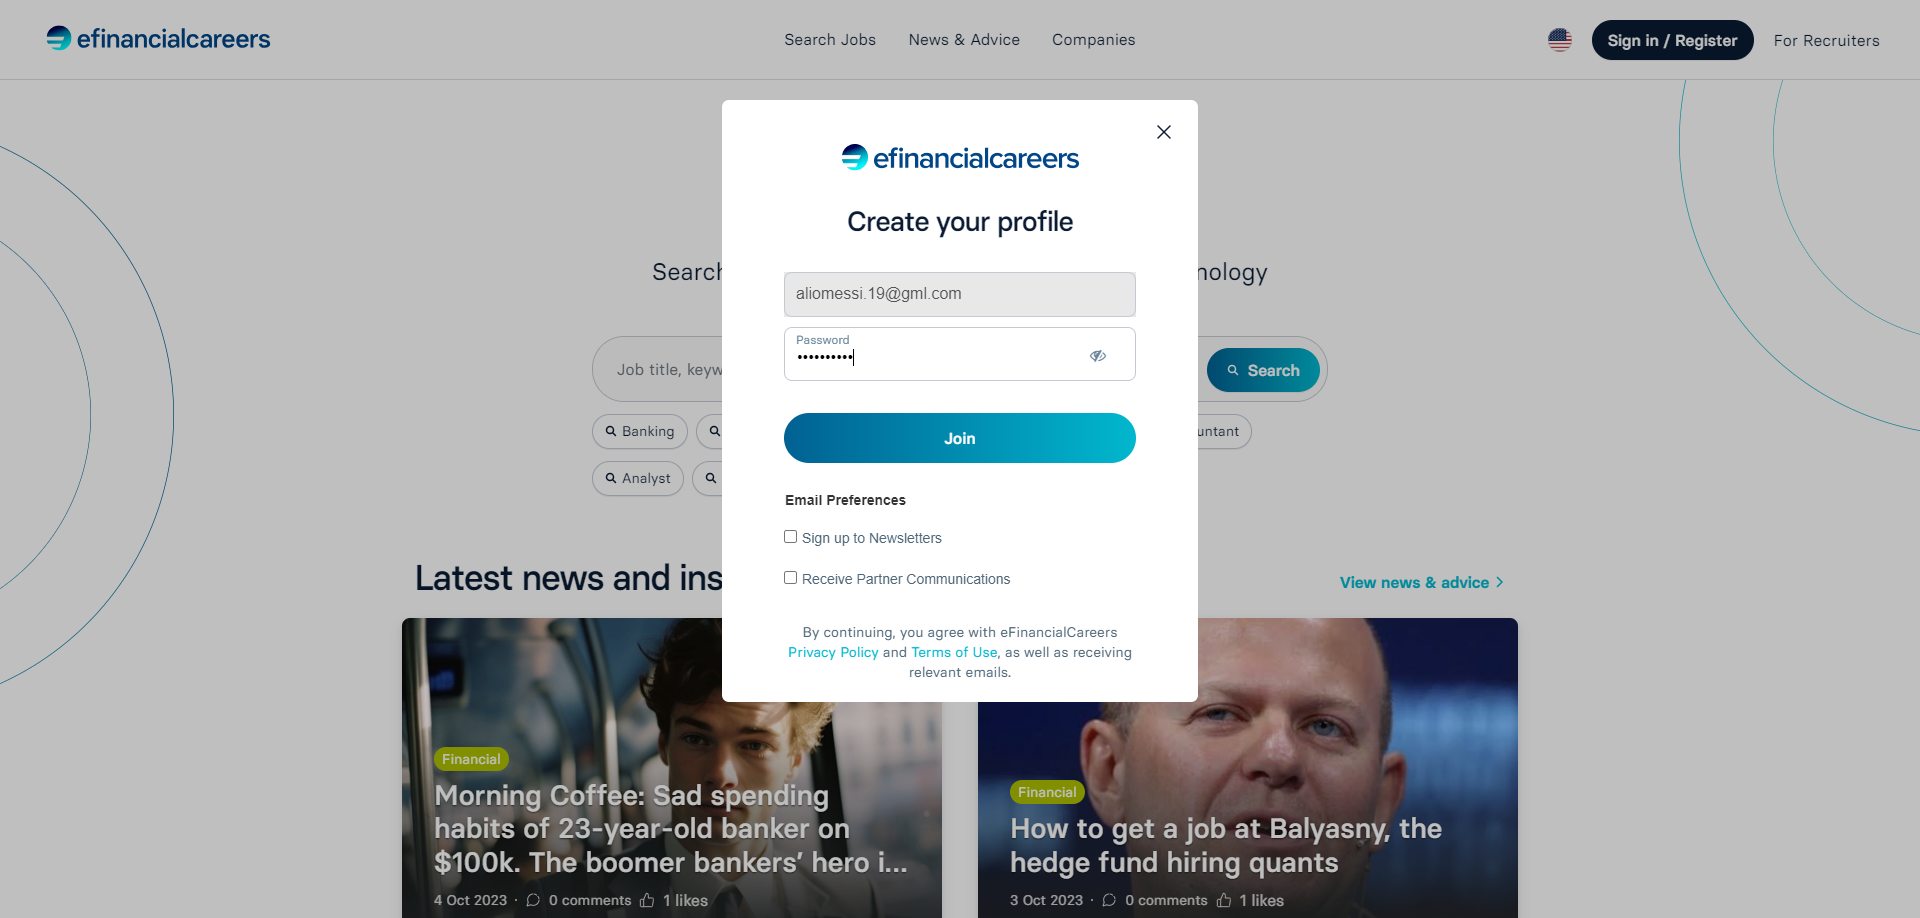 efinancialcareers
Search Jobs
News & Advice
Companies
Sign in / Register
For Recruiters
efinancialcareers
Create your profile
aliomessi.19@gml.com
Password
••••••••••
Join
Email Preferences
Sign up to Newsletters
Receive Partner Communications
By continuing, you agree with eFinancialCareers
Privacy Policy and Terms of Use, as well as receiving
relevant emails.
Search
Job title,
Search
Banking
Analyst
Latest news and
View news & advice
Financial
Morning Coffee: Sad spending
habits of 23-year-old banker on
$100k. The boomer bankers’ hero i...
4 Oct 2023 · 0 comments 1 likes
Financial
How to get a job at Balyasny, the
hedge fund hiring quants
3 Oct 2023 · 0 comments 1 likes